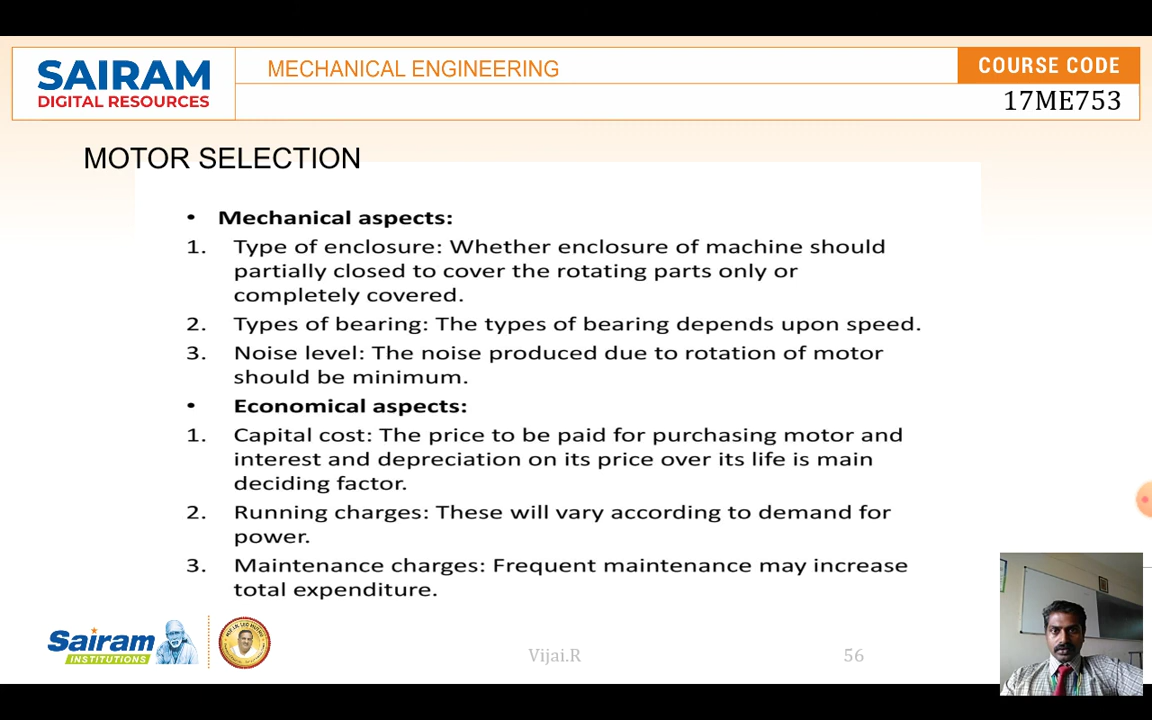 SAIRAM
DIGITAL RESOURCES
MECHANICAL ENGINEERING
COURSE CODE
17ME753
MOTOR SELECTION
• Mechanical aspects:
1. Type of enclosure: Whether enclosure of machine should
partially closed to cover the rotating parts only or
completely covered.
2. Types of bearing: The types of bearing depends upon speed.
3. Noise level: The noise produced due to rotation of motor
should be minimum.
• Economical aspects:
1. Capital cost: The price to be paid for purchasing motor and
interest and depreciation on its price over its life is main
deciding factor.
2. Running charges: These will vary according to demand for
power.
3. Maintenance charges: Frequent maintenance may increase
total expenditure.
Sairam
INSTITUTIONS
Vijai.R
56